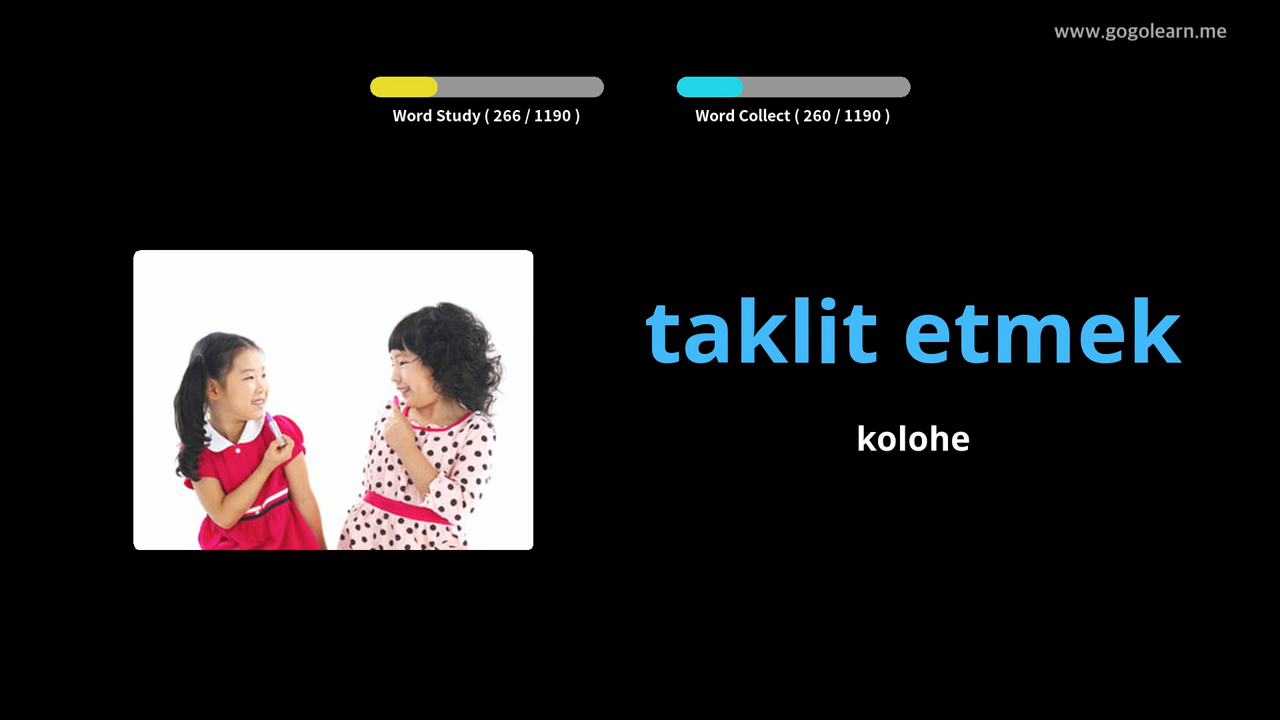 www.gogolearn.me
Word Study ( 266 / 1190 )
Word Collect ( 260 / 1190 )
taklit etmek
kolohe